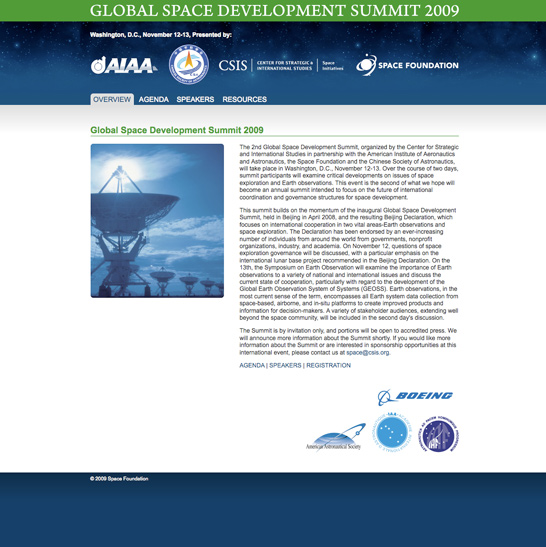 GLOBAL SPACE DEVELOPMENT SUMMIT 2009
Washington, D.C., November 12-13, Presented by:
AIAA
CSIS
CENTER FOR STRATEGIC &
INTERNATIONAL STUDIES
Space
Initiatives
SPACE FOUNDATION
OVERVIEW AGENDA SPEAKERS RESOURCES
Global Space Development Summit 2009
The 2nd Global Space Development Summit, organized by the Center for Strategic
and International Studies in partnership with the American Institute of Aeronautics
and Astronautics, the Space Foundation and the Chinese Society of Astronautics,
will take place in Washington, D.C., November 12-13. Over the course of two days,
summit participants will examine critical developments on issues of space
exploration and Earth observations. This event is the second of what we hope will
become an annual summit intended to focus on the future of international
coordination and governance structures for space development.
This summit builds on the momentum of the inaugural Global Space Development
Summit, held in Beijing in April 2008, and the resulting Beijing Declaration, which
focuses on international cooperation in two vital areas-Earth observations and
space exploration. The Declaration has been endorsed by an ever-increasing
number of individuals from around the world from governments, nonprofit
organizations, industry, and academia. On November 12, questions of space
exploration governance will be discussed, with a particular emphasis on the
international lunar base project recommended in the Beijing Declaration. On the
13th, the Symposium on Earth Observation will examine the importance of Earth
observations to a variety of national and international issues and discuss the
current state of cooperation, particularly with regard to the development of the
Global Earth Observation System of Systems (GEOSS). Earth observations, in the
most current sense of the term, encompasses all Earth system data collection from
space-based, airborne, and in-situ platforms to create improved products and
information for decision-makers. A variety of stakeholder audiences, extending well
beyond the space community, will be included in the second day's discussion.
The Summit is by invitation only, and portions will be open to accredited press. We
will announce more information about the Summit shortly. If you would like more
information about the Summit or are interested in sponsorship opportunities at this
international event, please contact us at space@csis.org.
AGENDA | SPEAKERS | REGISTRATION
BOEING
American Astronautical Society
IAA
© 2009 Space Foundation